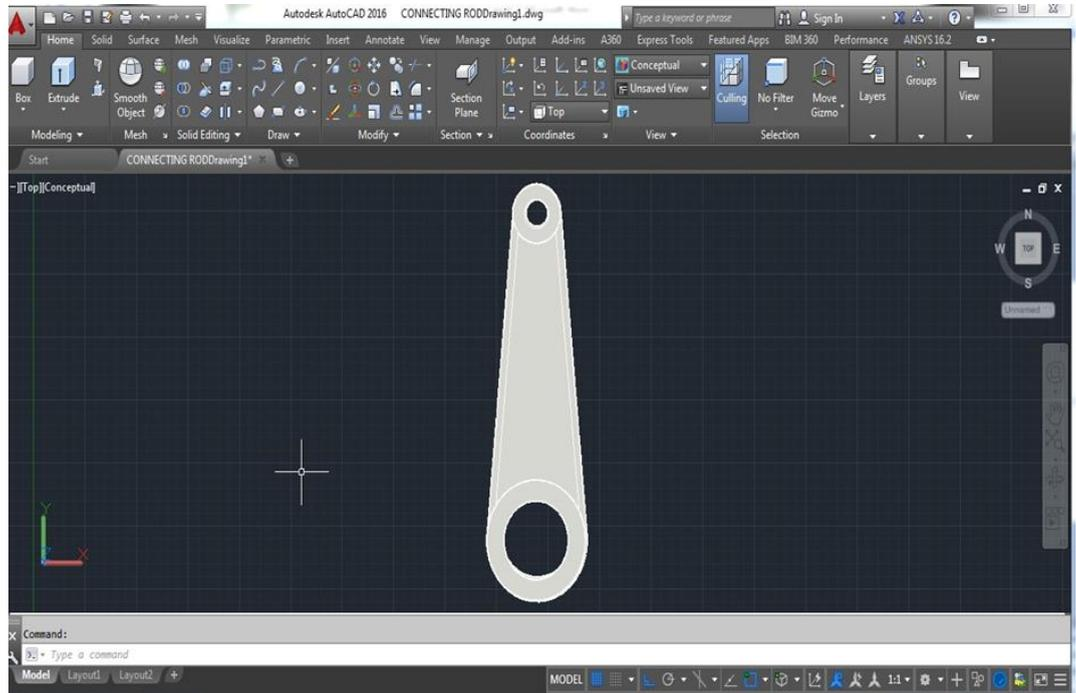 Autodesk AutoCAD 2016 CONNECTING RODDrawing1.dwg Type a keyword or phrase Sign In
Home Solid Surface Mesh Visualize Parametric Insert Annotate View Manage Output Add-ins A360 Express Tools Featured Apps BIM 360 Performance ANSYS 16.2
Conceptual
Unsaved View
Top
Box Extrude Smooth Object Section Plane Culling No Filter Move Gizmo Layers Groups View
Modeling Mesh Solid Editing Draw Modify Section Coordinates View Selection
Start CONNECTING RODDrawing1* +
-][Top][Conceptual]
N
W TOP E
S
Unnamed
Y
X
Command:
Type a command
Model Layout1 Layout2 + MODEL 1:1